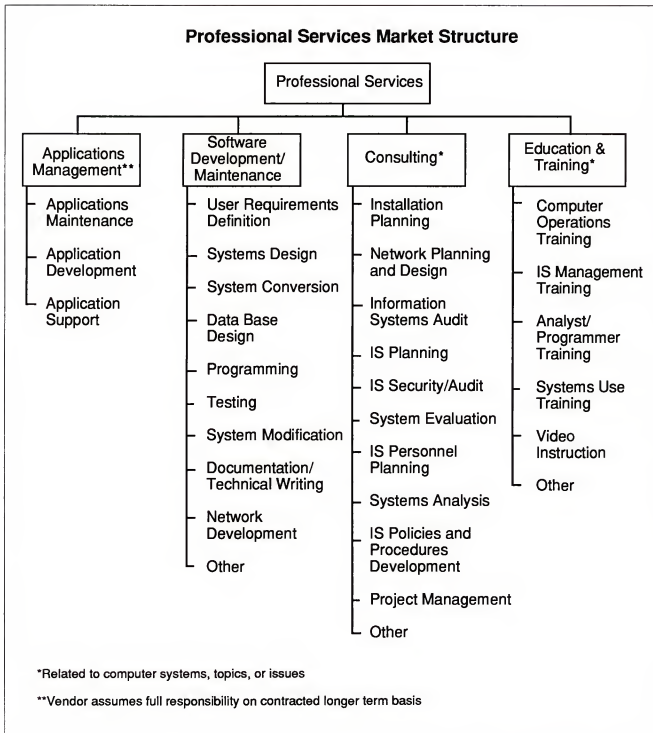 Professional Services Market Structure
Professional Services
Applications
Management**
Applications
Maintenance
Application
Development
Application
Support
Software
Development/
Maintenance
User Requirements
Definition
Systems Design
System Conversion
Data Base
Design
Programming
Testing
System Modification
Documentation/
Technical Writing
Network
Development
Other
Consulting*
Installation
Planning
Network Planning
and Design
Information
Systems Audit
IS Planning
IS Security/Audit
System Evaluation
IS Personnel
Planning
Systems Analysis
IS Policies and
Procedures
Development
Project Management
Other
Education &
Training*
Computer
Operations
Training
IS Management
Training
Analyst/
Programmer
Training
Systems Use
Training
Video
Instruction
Other
*Related to computer systems, topics, or issues
**Vendor assumes full responsibility on contracted longer term basis